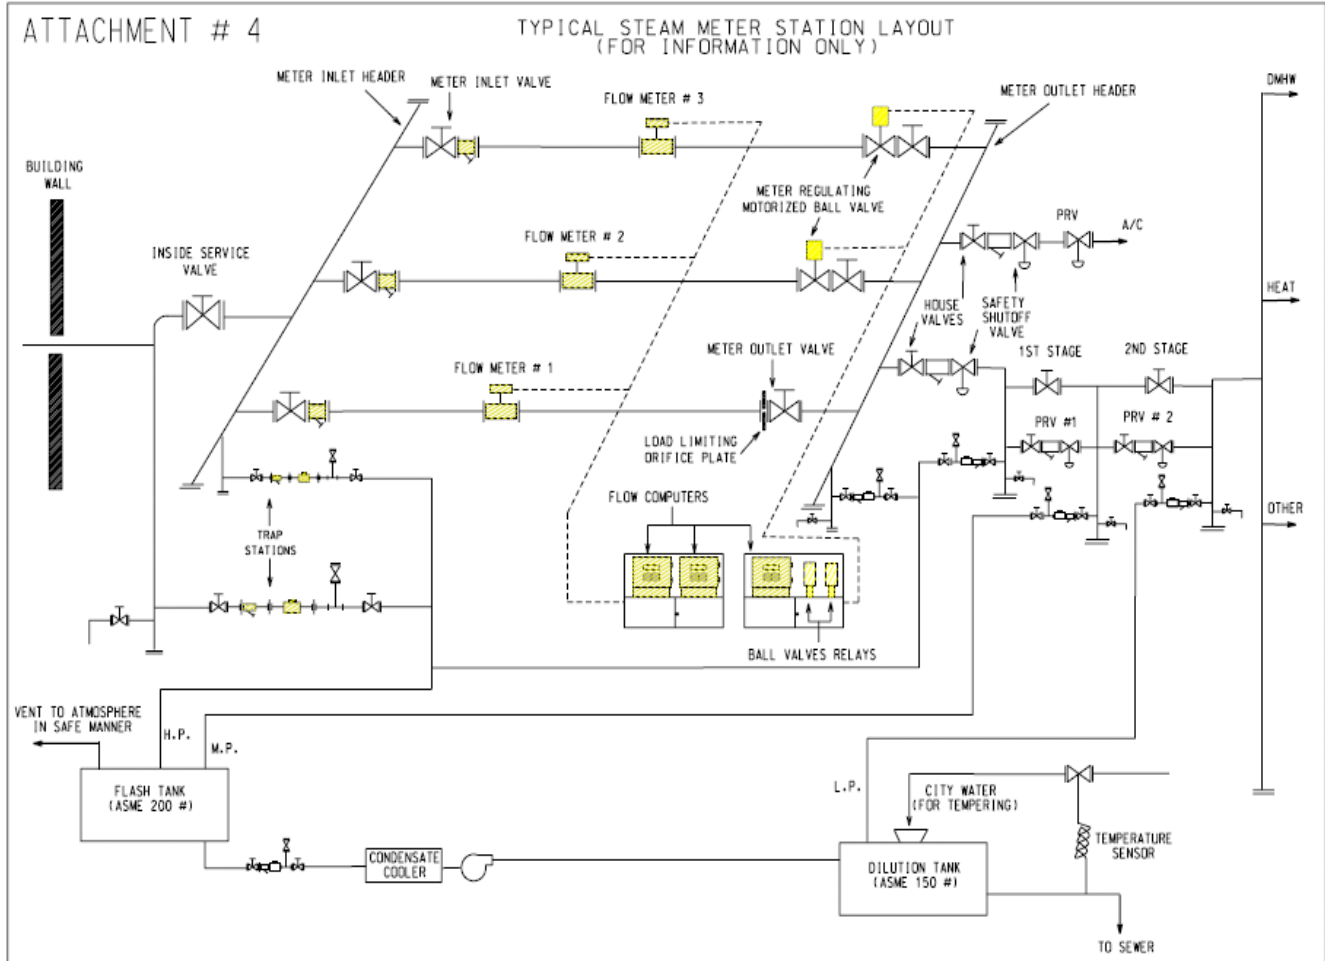 ATTACHMENT # 4
TYPICAL STEAM METER STATION LAYOUT
(FOR INFORMATION ONLY)
METER INLET HEADER
METER INLET VALVE
FLOW METER # 3
METER OUTLET HEADER
DMHW
BUILDING
WALL
METER REGULATING
MOTORIZED BALL VALVE
PRV
A/C
INSIDE SERVICE
VALVE
FLOW METER # 2
HOUSE
VALVES
SAFETY
SHUTOFF
VALVE
HEAT
FLOW METER # 1
METER OUTLET VALVE
1ST STAGE
2ND STAGE
LOAD LIMITING
ORIFICE PLATE
PRV #1
PRV # 2
FLOW COMPUTERS
TRAP
STATIONS
OTHER
BALL VALVES RELAYS
VENT TO ATMOSPHERE
IN SAFE MANNER
H.P.
M.P.
FLASH TANK
(ASME 200 #)
L.P.
CITY WATER
(FOR TEMPERING)
TEMPERATURE
SENSOR
CONDENSATE
COOLER
DILUTION TANK
(ASME 150 #)
TO SEWER